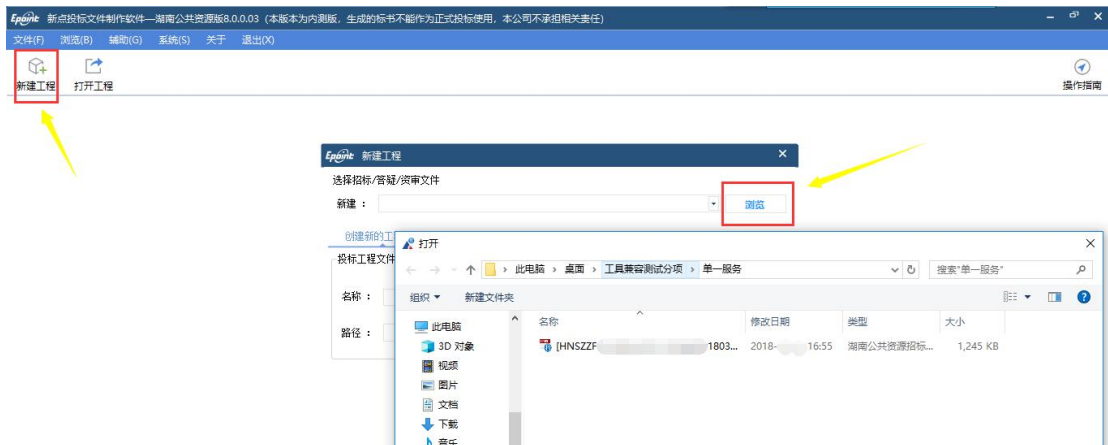 Epoint 新点投标文件制作软件—湖南公共资源版8.0.0.03（本版本为内测版，生成的标书不能作为正式投标使用，本公司不承担相关责任）
文件(F) 浏览(B) 辅助(G) 系统(S) 关于 退出(X)
新建工程 打开工程 操作指南
Epoint 新建工程
选择招标/答疑/资审文件
新建： 浏览
创建新的工
打开
投标工程文件
此电脑 › 桌面 › 工具兼容测试分项 › 单一服务 搜索"单一服务"
名称：
组织 新建文件夹
路径：
名称 修改日期 类型 大小
此电脑
3D 对象 [HNSZZF 1803... 2018- 16:55 湖南公共资源招标... 1,245 KB
视频
图片
文档
下载
音乐